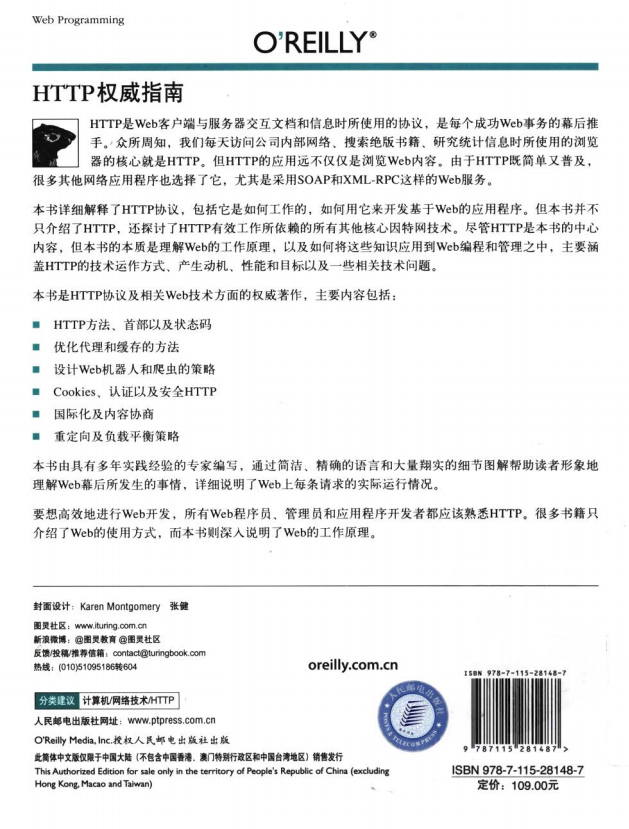 Web Programming
O'REILLY®
HTTP权威指南
HTTP是Web客户端与服务器交互文档和信息时所使用的协议，是每个成功Web事务的幕后推
手。众所周知，我们每天访问公司内部网络、搜索绝版书籍、研究统计信息时所使用的浏览
器的核心就是HTTP。但HTTP的应用远不仅仅是浏览Web内容。由于HTTP既简单又普及，
很多其他网络应用程序也选择了它，尤其是采用SOAP和XML-RPC这样的Web服务。
本书详细解释了HTTP协议，包括它是如何工作的，如何用它来开发基于Web的应用程序。但本书并不
只介绍了HTTP，还探讨了HTTP有效工作所依赖的所有其他核心因特网技术。尽管HTTP是本书的中心
内容，但本书的本质是理解Web的工作原理，以及如何将这些知识应用到Web编程和管理之中，主要涵
盖HTTP的技术运作方式、产生动机、性能和目标以及一些相关技术问题。
本书是HTTP协议及相关Web技术方面的权威著作，主要内容包括：
■ HTTP方法、首部以及状态码
■ 优化代理和缓存的方法
■ 设计Web机器人和爬虫的策略
■ Cookies、认证以及安全HTTP
■ 国际化及内容协商
■ 重定向及负载平衡策略
本书由具有多年实践经验的专家编写，通过简洁、精确的语言和大量翔实的细节图解帮助读者形象地
理解Web幕后所发生的事情，详细说明了Web上每条请求的实际运行情况。
要想高效地进行Web开发，所有Web程序员、管理员和应用程序开发者都应该熟悉HTTP。很多书籍只
介绍了Web的使用方式，而本书则深入说明了Web的工作原理。
封面设计：Karen Montgomery 张健
图灵社区：www.ituring.com.cn
新浪微博：@图灵教育 @图灵社区
反馈/投稿/推荐信箱：contact@turingbook.com
热线：(010)51095186转604
oreilly.com.cn
分类建议 计算机/网络技术/HTTP
人民邮电出版社网址：www.ptpress.com.cn
O'Reilly Media, Inc.授权人民邮电出版社出版
此简体中文版仅限于中国大陆（不包含中国香港、澳门特别行政区和中国台湾地区）销售发行
This Authorized Edition for sale only in the territory of People's Republic of China (excluding
Hong Kong, Macao and Taiwan)
人民邮电出版社
POSTS & TELECOM PRESS
ISBN 978-7-115-28148-7
9 787115 281487 >
ISBN 978-7-115-28148-7
定价：109.00元